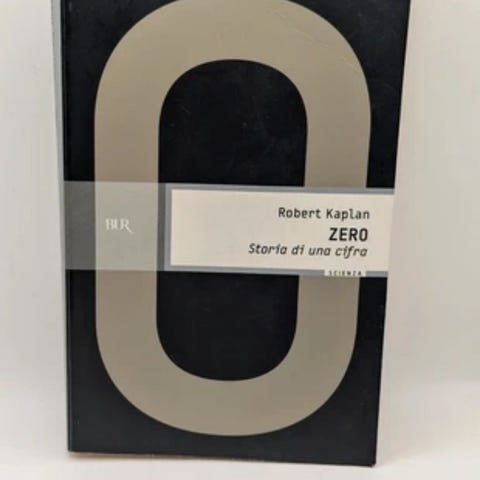 BUR
Robert Kaplan
ZERO
Storia di una cifra
SCIENZA